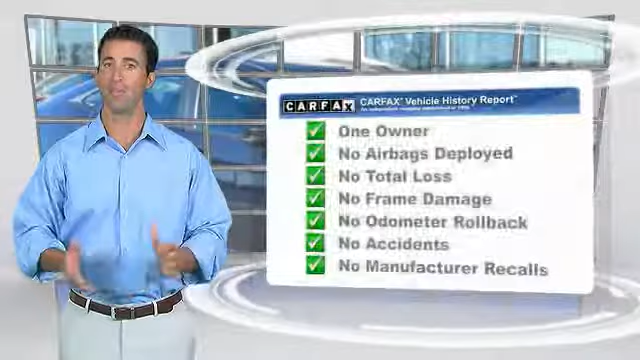 CARFAX CARFAX® Vehicle History Report™
One Owner
No Airbags Deployed
No Total Loss
No Frame Damage
No Odometer Rollback
No Accidents
No Manufacturer Recalls